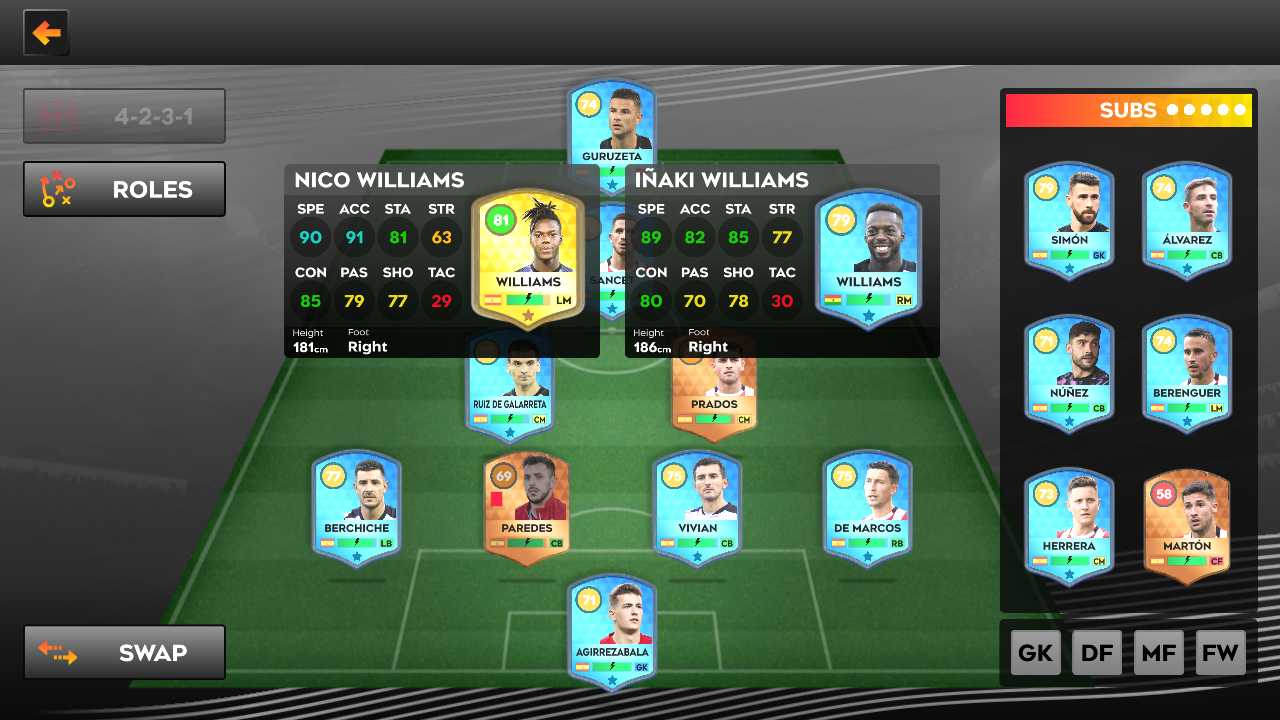 4-2-3-1
ROLES
SWAP
74
GURUZETA
NICO WILLIAMS
SPE ACC STA STR
90 91 81 63
CON PAS SHO TAC
85 79 77 29
Height Foot
181cm Right
81
WILLIAMS
LM
SANCET
IÑAKI WILLIAMS
SPE ACC STA STR
89 82 85 77
CON PAS SHO TAC
80 70 78 30
Height Foot
186cm Right
79
WILLIAMS
RM
RUIZ DE GALARRETA
CM
PRADOS
CM
77
BERCHICHE
LB
69
PAREDES
CB
75
VIVIAN
CB
75
DE MARCOS
RB
71
AGIRREZABALA
GK
SUBS
79
SIMÓN
GK
74
ÁLVAREZ
CB
71
NÚÑEZ
CB
74
BERENGUER
LM
73
HERRERA
CM
58
MARTÓN
CF
GK DF MF FW